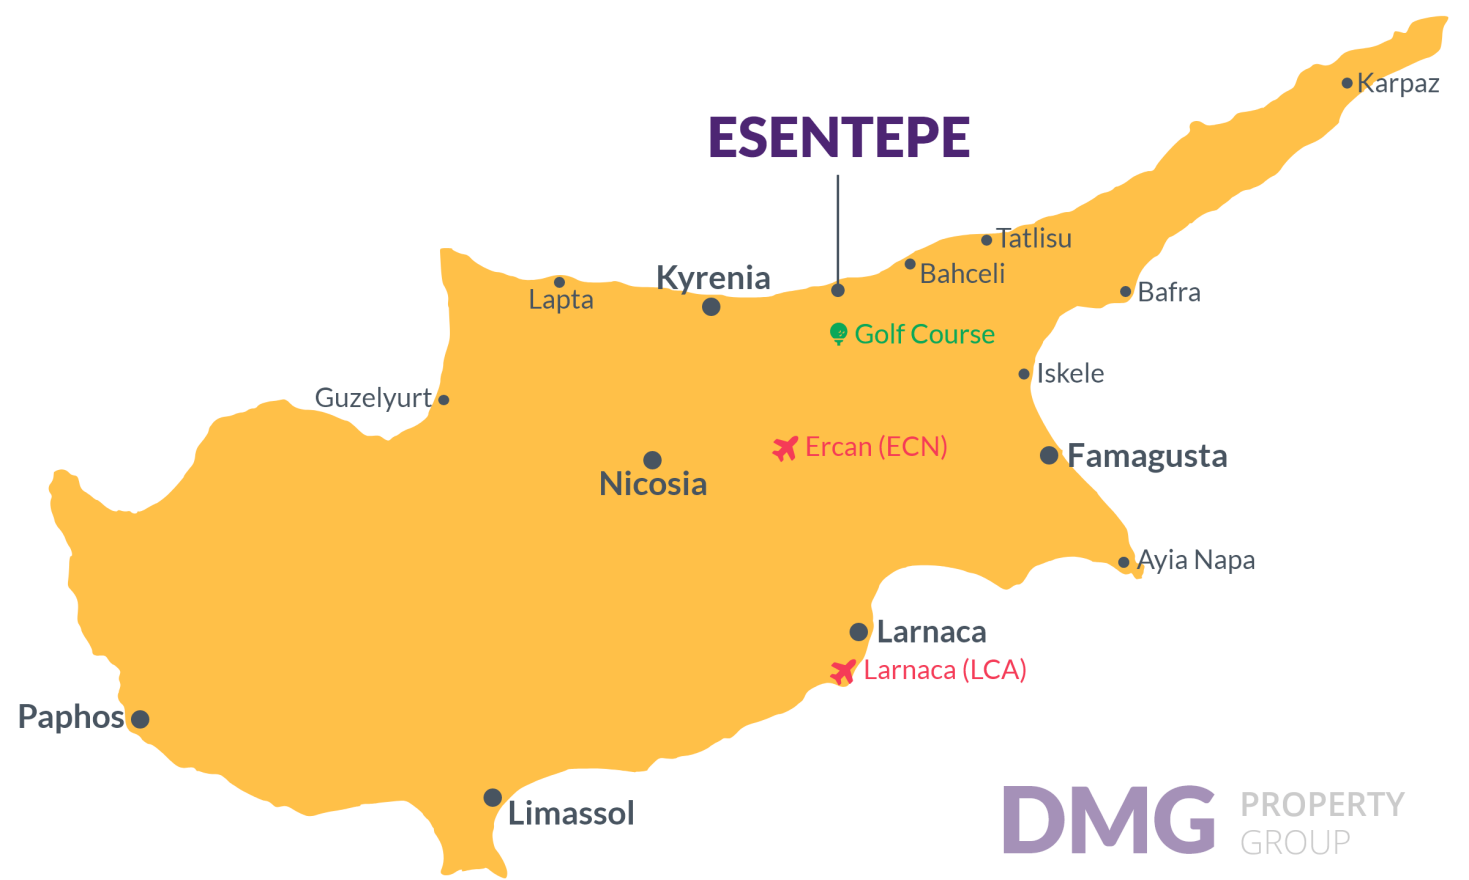 Karpaz
ESENTEPE
Tatlisu
Bahceli
Kyrenia
Lapta
Bafra
Golf Course
Iskele
Guzelyurt
Ercan (ECN)
Famagusta
Nicosia
Ayia Napa
Larnaca
Larnaca (LCA)
Paphos
Limassol
DMG PROPERTY
GROUP